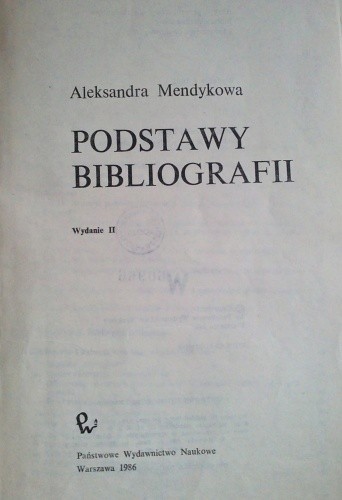 Aleksandra Mendykowa
PODSTAWY
BIBLIOGRAFII
Wydanie II
Państwowe Wydawnictwo Naukowe
Warszawa 1986